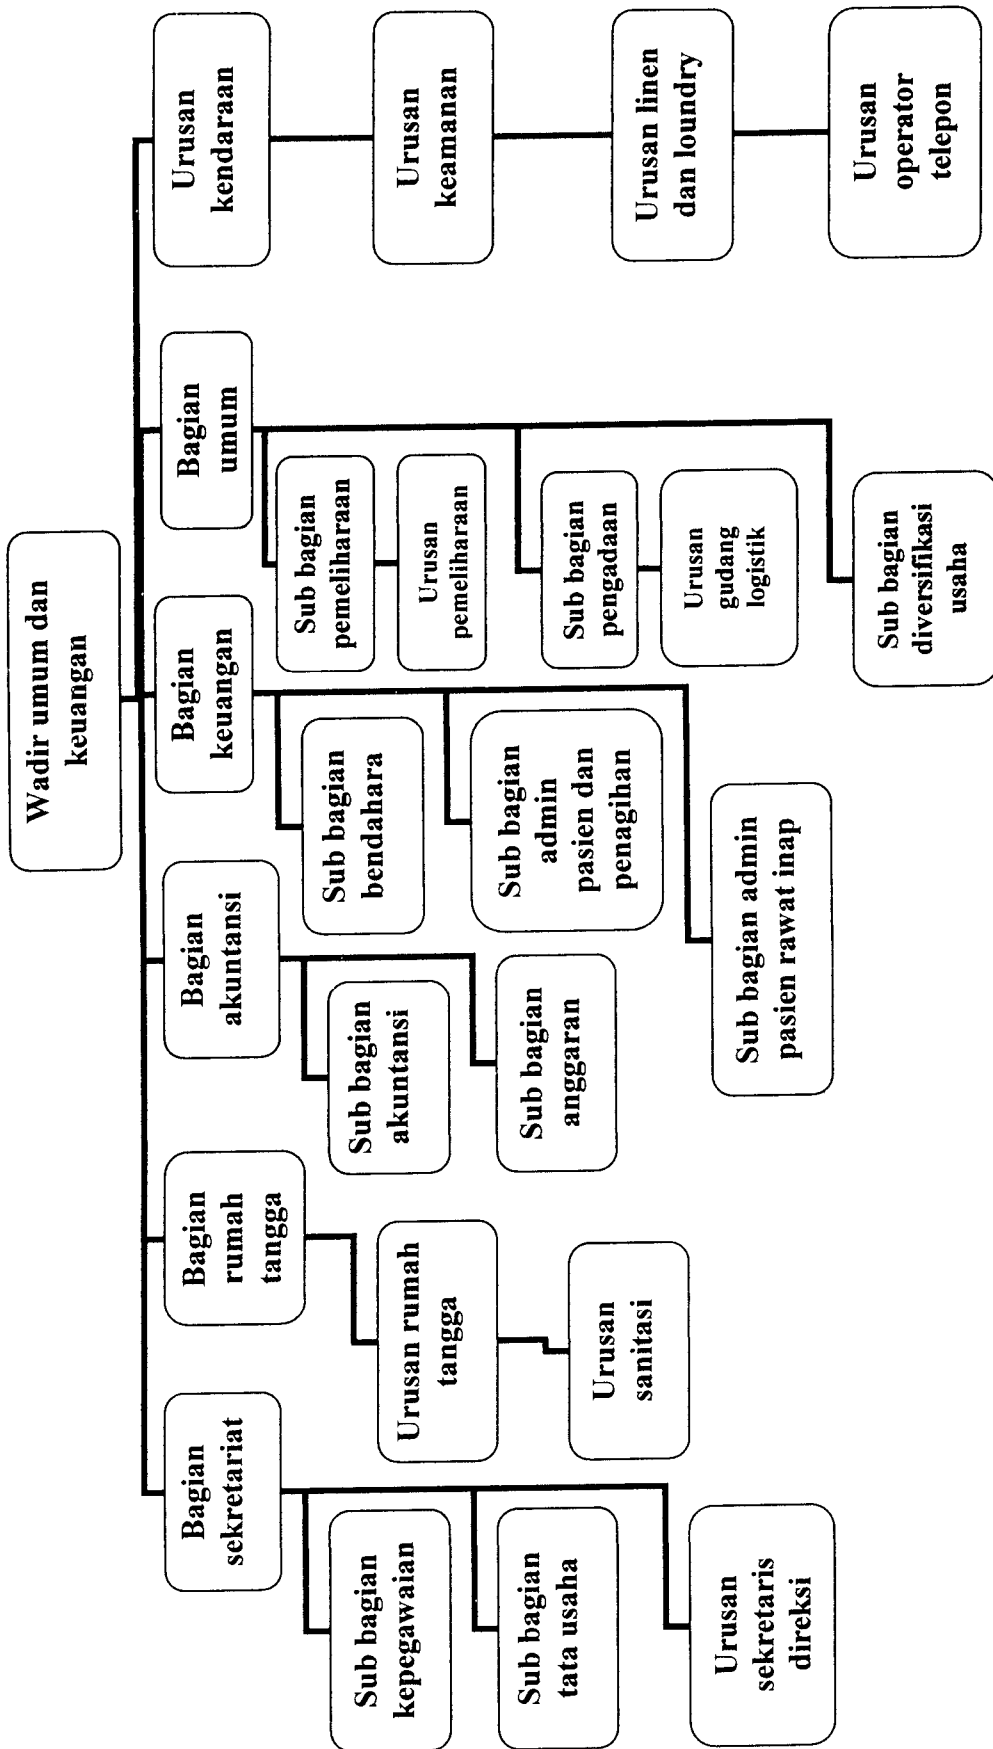 Wadir umum dan
keuangan
Bagian
sekretariat
Sub bagian
kepegawaian
Sub bagian
tata usaha
Urusan
sekretaris
direksi
Bagian
rumah
tangga
Urusan rumah
tangga
Urusan
sanitasi
Bagian
akuntansi
Sub bagian
akuntansi
Sub bagian
anggaran
Bagian
keuangan
Sub bagian
bendahara
Sub bagian
admin
pasien dan
penagihan
Sub bagian admin
pasien rawat inap
Bagian
umum
Sub bagian
pemeliharaan
Urusan
pemeliharaan
Sub bagian
pengadaan
Urusan
gudang
logistik
Sub bagian
diversifikasi
usaha
Urusan
kendaraan
Urusan
keamanan
Urusan linen
dan loundry
Urusan
operator
telepon